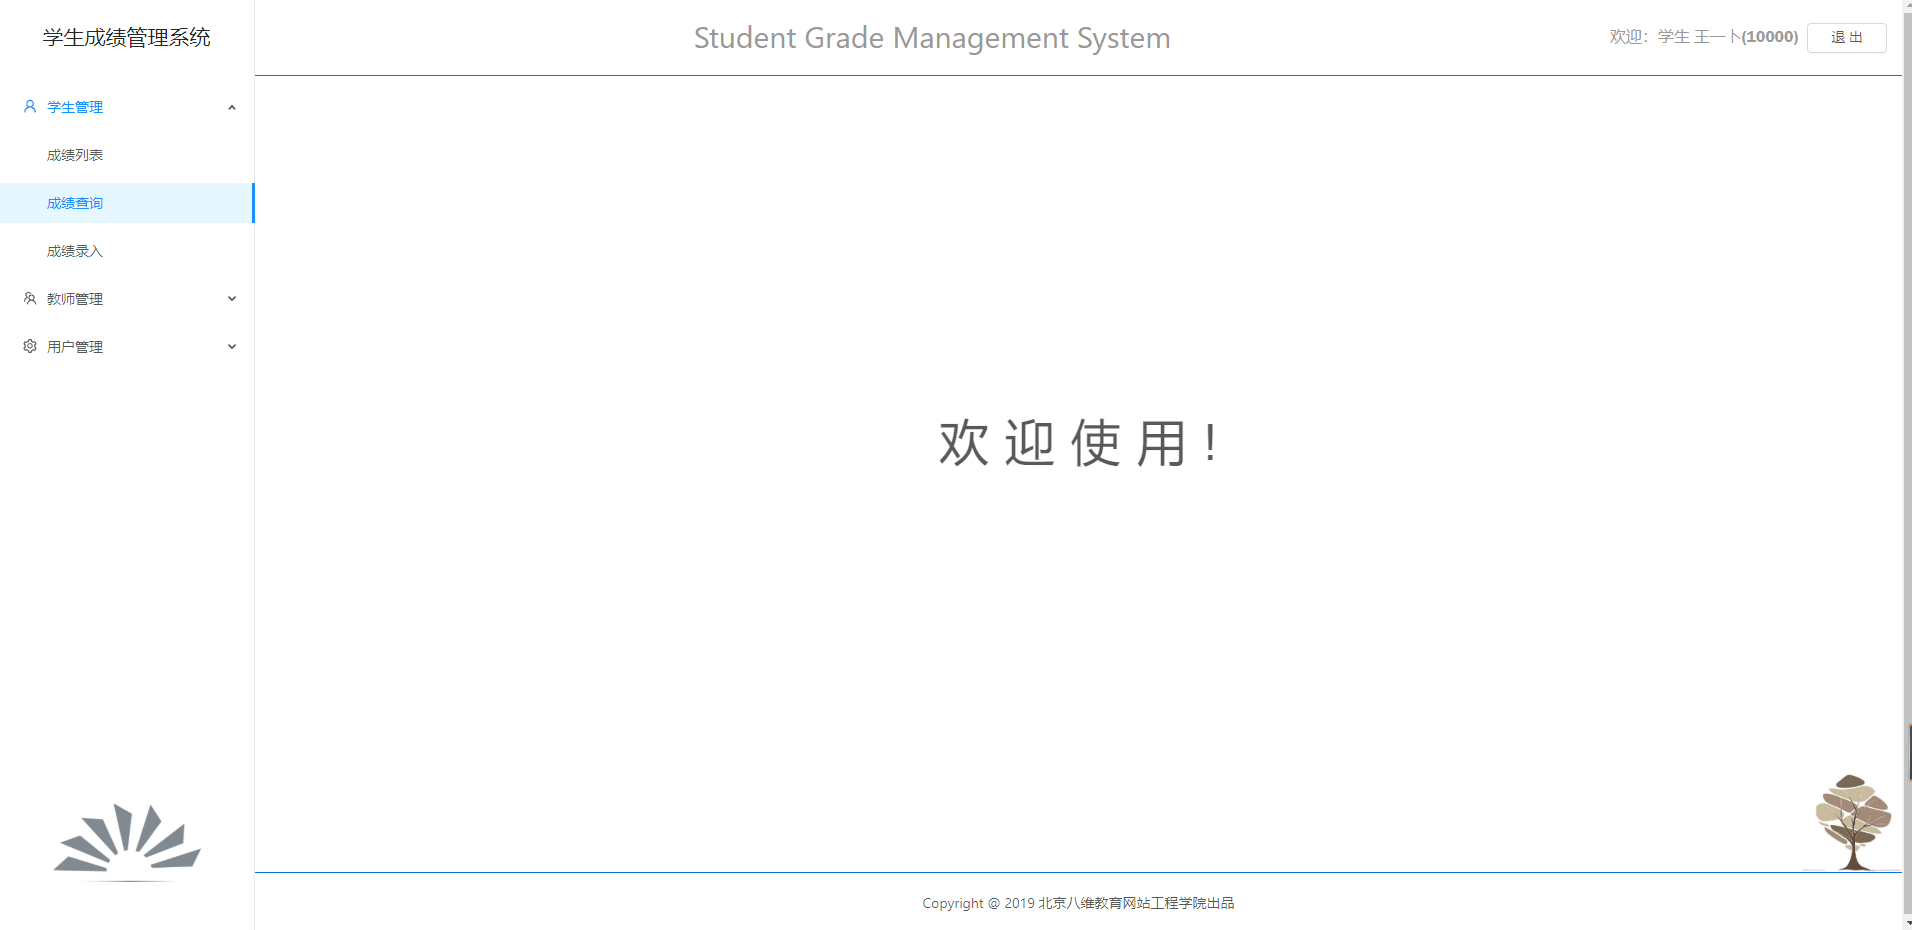 学生成绩管理系统
Student Grade Management System
欢迎：学生 王一卜(10000)
退 出
学生管理
成绩列表
成绩查询
成绩录入
教师管理
用户管理
欢 迎 使 用 !
Copyright @ 2019 北京八维教育网站工程学院出品